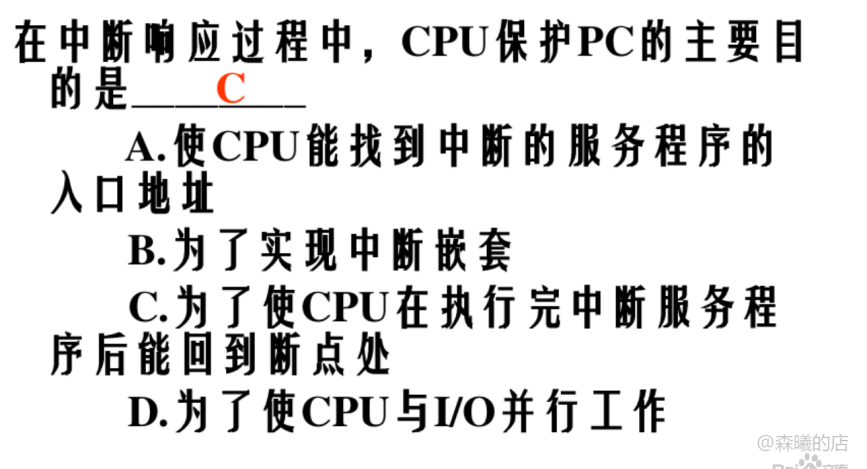 在中断响应过程中，CPU保护PC的主要目
的是____C____
A.使CPU能找到中断的服务程序的
入口地址
B.为了实现中断嵌套
C.为了使CPU在执行完中断服务程
序后能回到断点处
D.为了使CPU与I/O并行工作
@森曦的店